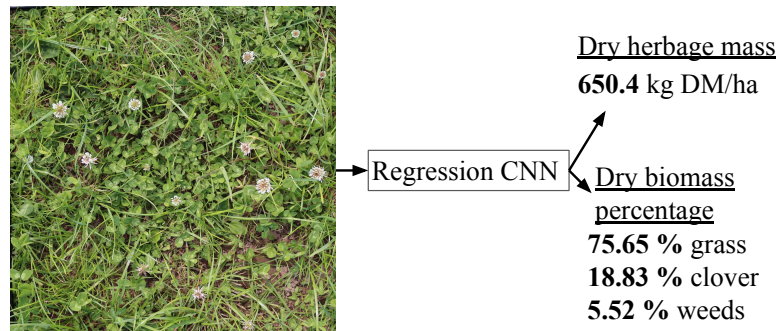 Dry herbage mass
650.4 kg DM/ha
Regression CNN
Dry biomass
percentage
75.65 % grass
18.83 % clover
5.52 % weeds